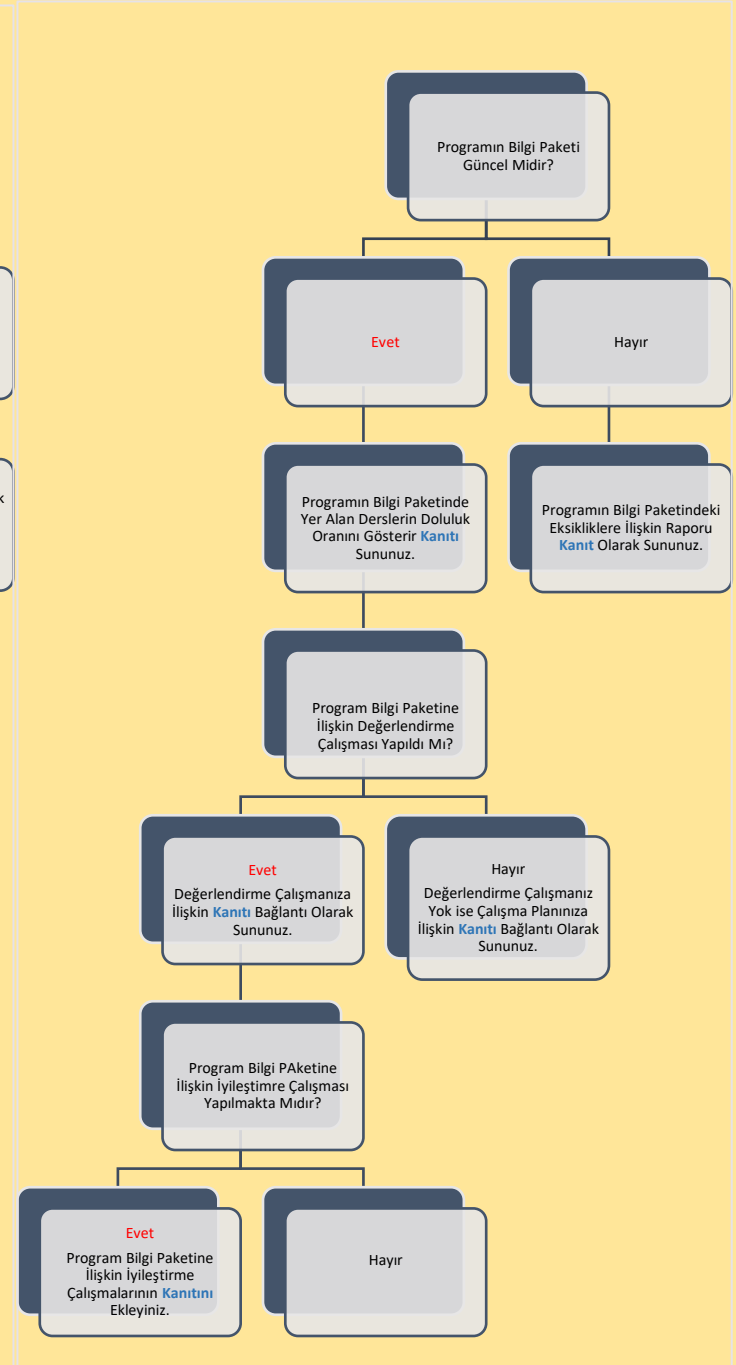 Programın Bilgi Paketi
Güncel Midir?
Evet
Hayır
k
Programın Bilgi Paketinde
Yer Alan Derslerin Doluluk
Oranını Gösterir Kanıtı
Sununuz.
Programın Bilgi Paketindeki
Eksikliklere İlişkin Raporu
Kanıt Olarak Sununuz.
Program Bilgi Paketine
İlişkin Değerlendirme
Çalışması Yapıldı Mı?
Evet
Değerlendirme Çalışmanıza
İlişkin Kanıtı Bağlantı Olarak
Sununuz.
Hayır
Değerlendirme Çalışmanız
Yok ise Çalışma Planınıza
İlişkin Kanıtı Bağlantı Olarak
Sununuz.
Program Bilgi PAketine
İlişkin İyileştimre Çalışması
Yapılmakta Mıdır?
Evet
Program Bilgi Paketine
İlişkin İyileştirme
Çalışmalarının Kanıtını
Ekleyiniz.
Hayır